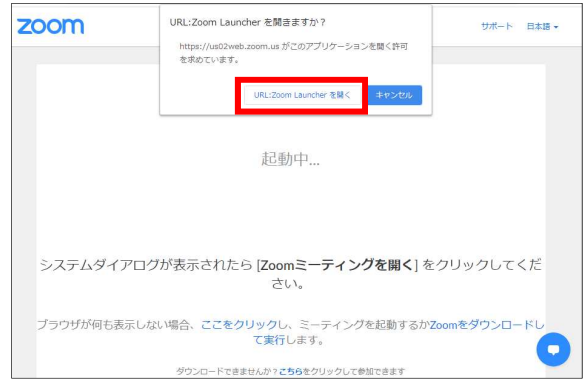 zoom
サポート 日本語
URL:Zoom Launcher を開きますか？
https://us02web.zoom.us がこのアプリケーションを開く許可
を求めています。
URL:Zoom Launcher を開く キャンセル
起動中...
システムダイアログが表示されたら [Zoomミーティングを開く] をクリックしてくだ
さい。
ブラウザが何も表示しない場合、ここをクリックし、ミーティングを起動するかZoomをダウンロードし
て実行します。
ダウンロードできませんか？こちらをクリックして参加できます